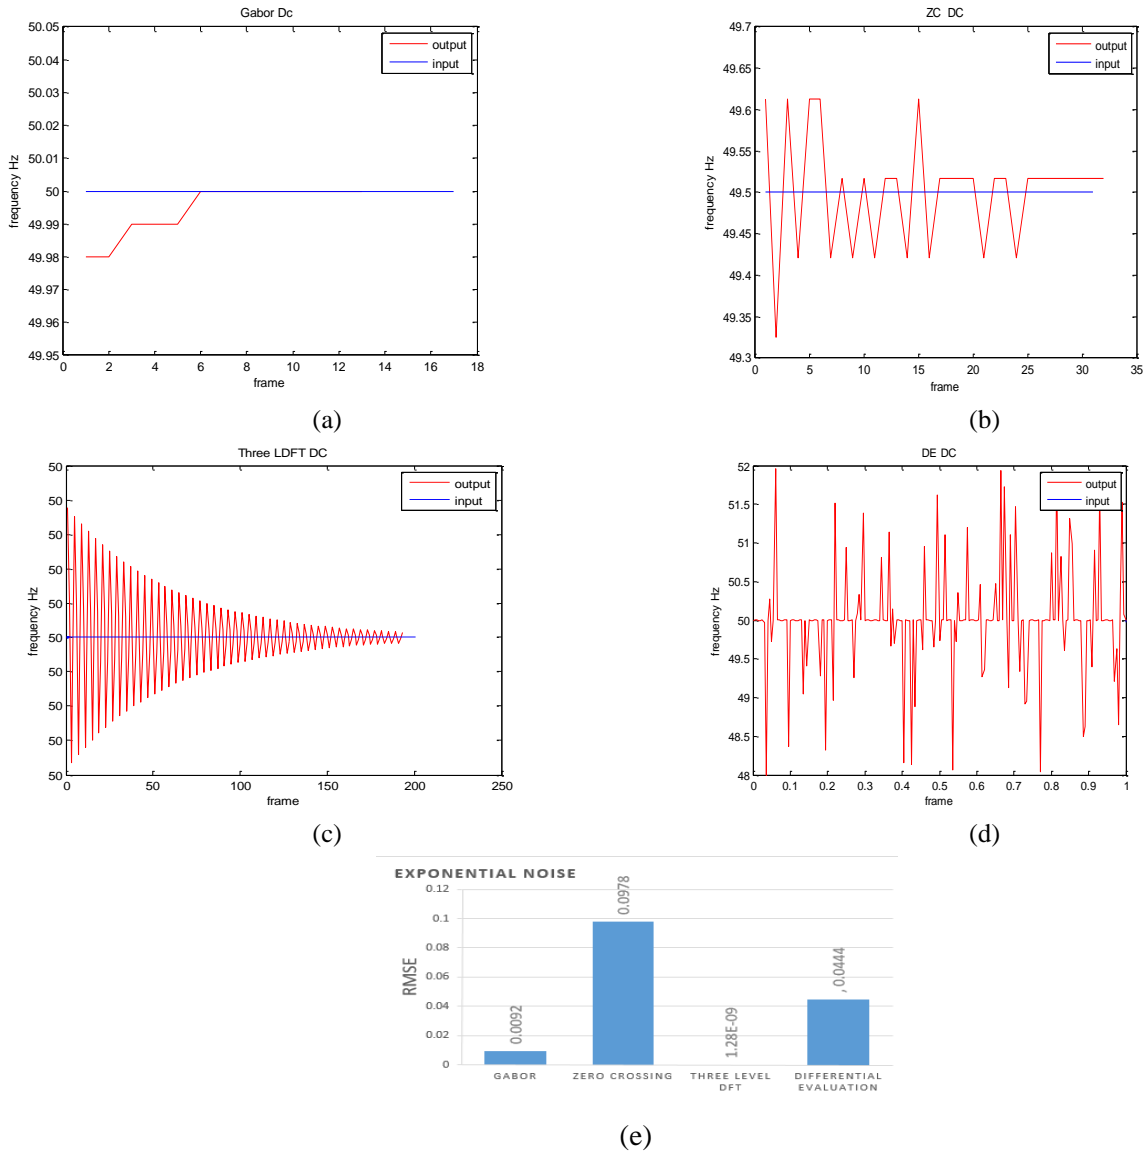 Gabor Dc
50.05
50.04
50.03
50.02
50.01
50
49.99
49.98
49.97
49.96
49.95
frequency Hz
output
input
0 2 4 6 8 10 12 14 16 18
frame
(a)
ZC DC
49.7
49.65
49.6
49.55
49.5
49.45
49.4
49.35
49.3
frequency Hz
output
input
0 5 10 15 20 25 30 35
frame
(b)
Three LDFT DC
50
50
50
50
50
50
50
50
50
50
frequency Hz
output
input
0 50 100 150 200 250
frame
(c)
DE DC
52
51.5
51
50.5
50
49.5
49
48.5
48
frequency Hz
output
input
0 0.1 0.2 0.3 0.4 0.5 0.6 0.7 0.8 0.9 1
frame
(d)
EXPONENTIAL NOISE
0.12
0.1
0.08
0.06
0.04
0.02
0
RMSE
0.0092
0.0978
1.28E-09
, 0.0444
GABOR
ZERO CROSSING
THREE LEVEL
DFT
DIFFERENTIAL
EVALUATION
(e)